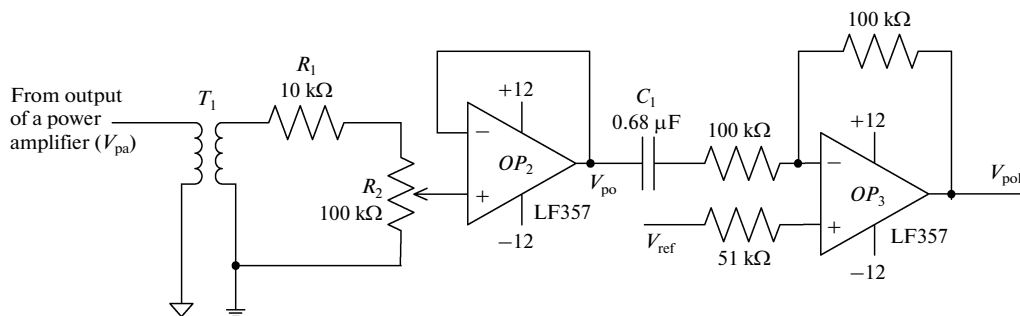 From output
of a power
amplifier (Vpa)
T1
R1
10 kΩ
R2
100 kΩ
+12
−
OP2
+
LF357
−12
Vpo
C1
0.68 μF
100 kΩ
100 kΩ
Vref
51 kΩ
+12
−
OP3
+
LF357
−12
Vpol